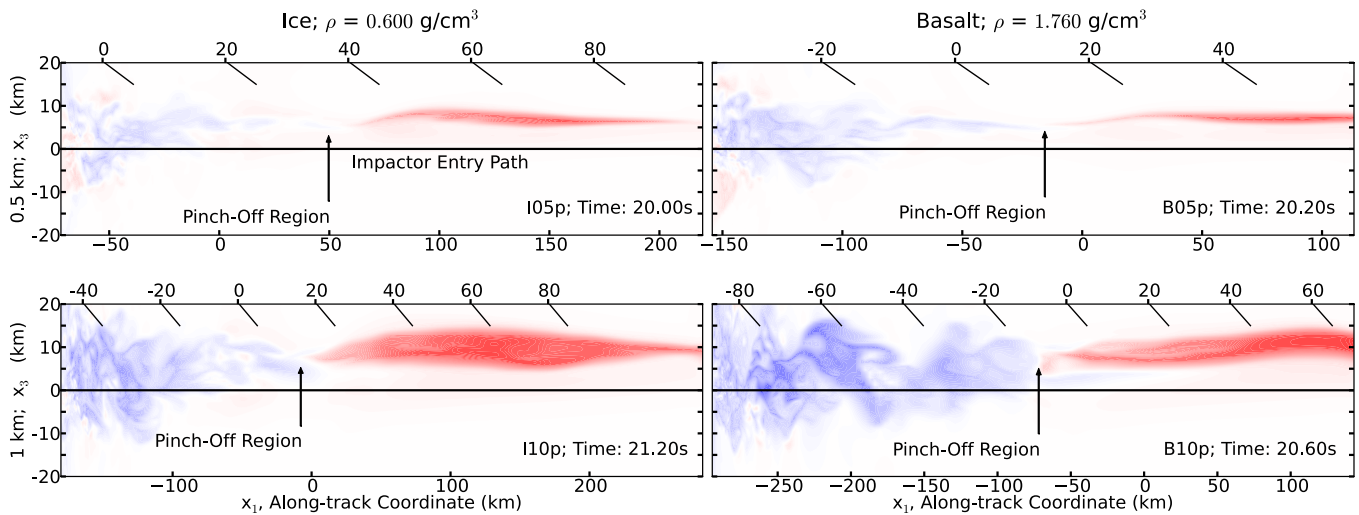 Ice; ρ = 0.600 g/cm³ Basalt; ρ = 1.760 g/cm³
0 20 40 60 80 -20 0 20 40
20
10
0
−10
−20
0.5 km; x₃ (km)
Impactor Entry Path
Pinch-Off Region Pinch-Off Region
I05p; Time: 20.00s B05p; Time: 20.20s
−50 0 50 100 150 200 −150 −100 −50 0 50 100
-40 -20 0 20 40 60 80 -80 -60 -40 -20 0 20 40 60
20
10
0
−10
−20
1 km; x₃ (km)
Pinch-Off Region Pinch-Off Region
I10p; Time: 21.20s B10p; Time: 20.60s
−100 0 100 200 −250 −200 −150 −100 −50 0 50 100
x₁, Along-track Coordinate (km) x₁, Along-track Coordinate (km)